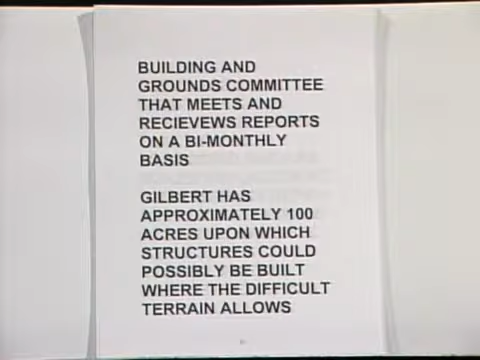 BUILDING AND
GROUNDS COMMITTEE
THAT MEETS AND
RECIEVEWS REPORTS
ON A BI-MONTHLY
BASIS
GILBERT HAS
APPROXIMATELY 100
ACRES UPON WHICH
STRUCTURES COULD
POSSIBLY BE BUILT
WHERE THE DIFFICULT
TERRAIN ALLOWS